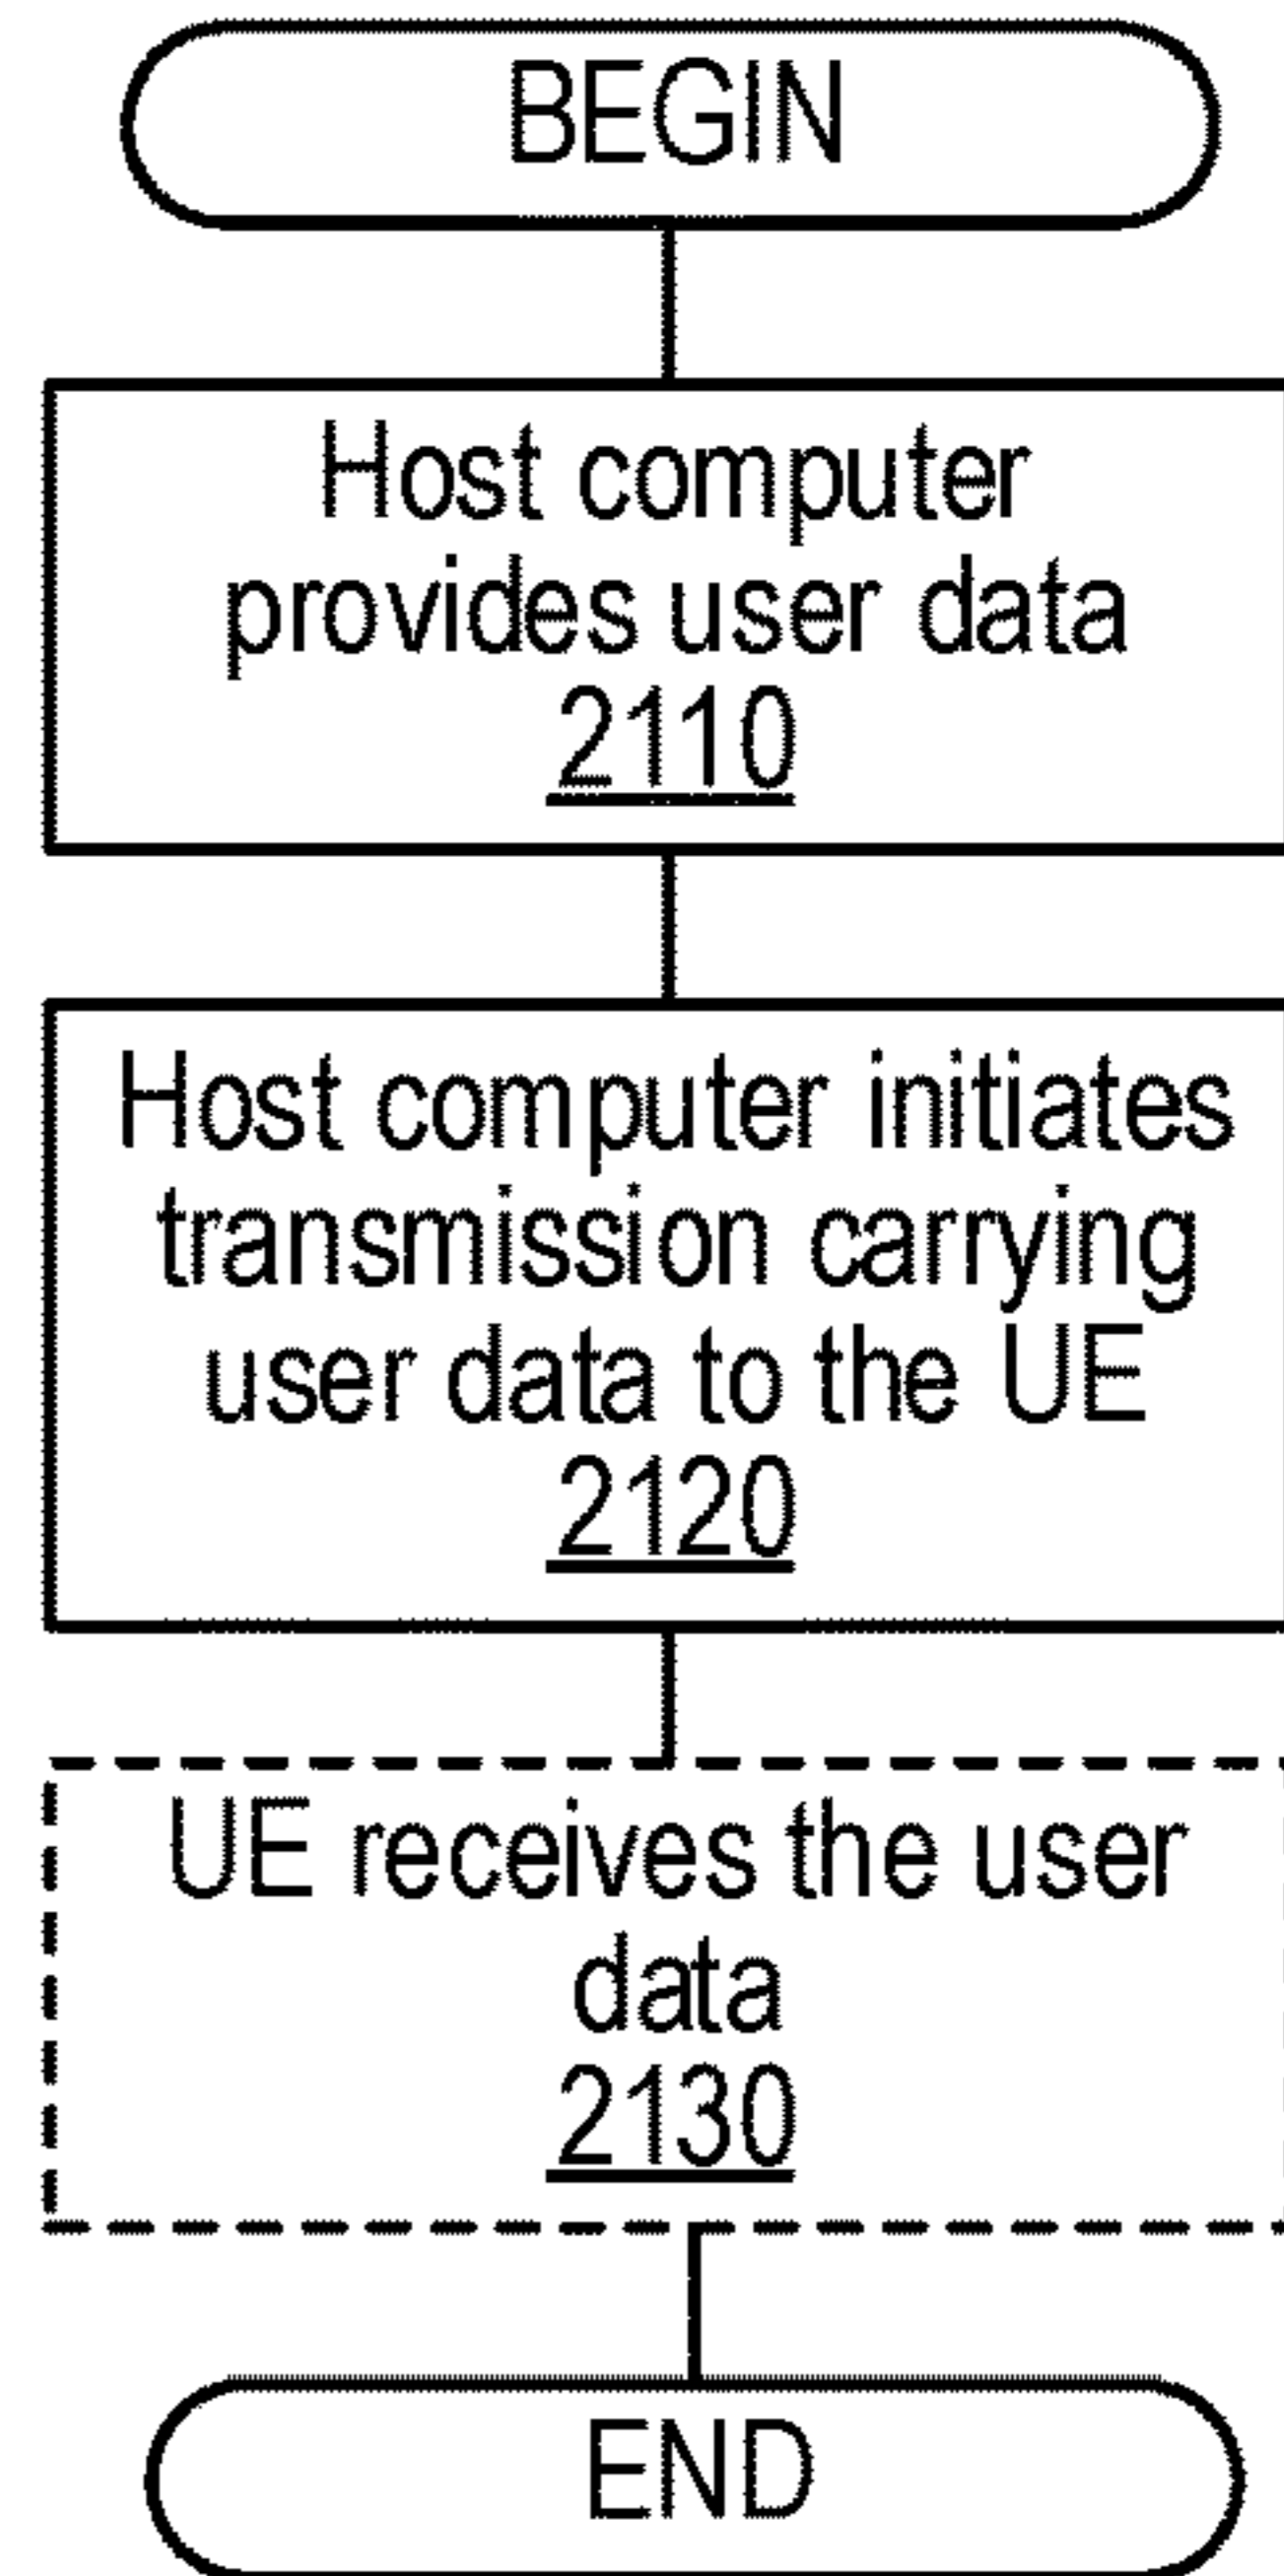 BEGIN
Host computer
provides user data
2110
Host computer initiates
transmission carrying
user data to the UE
2120
UE receives the user
data
2130
END